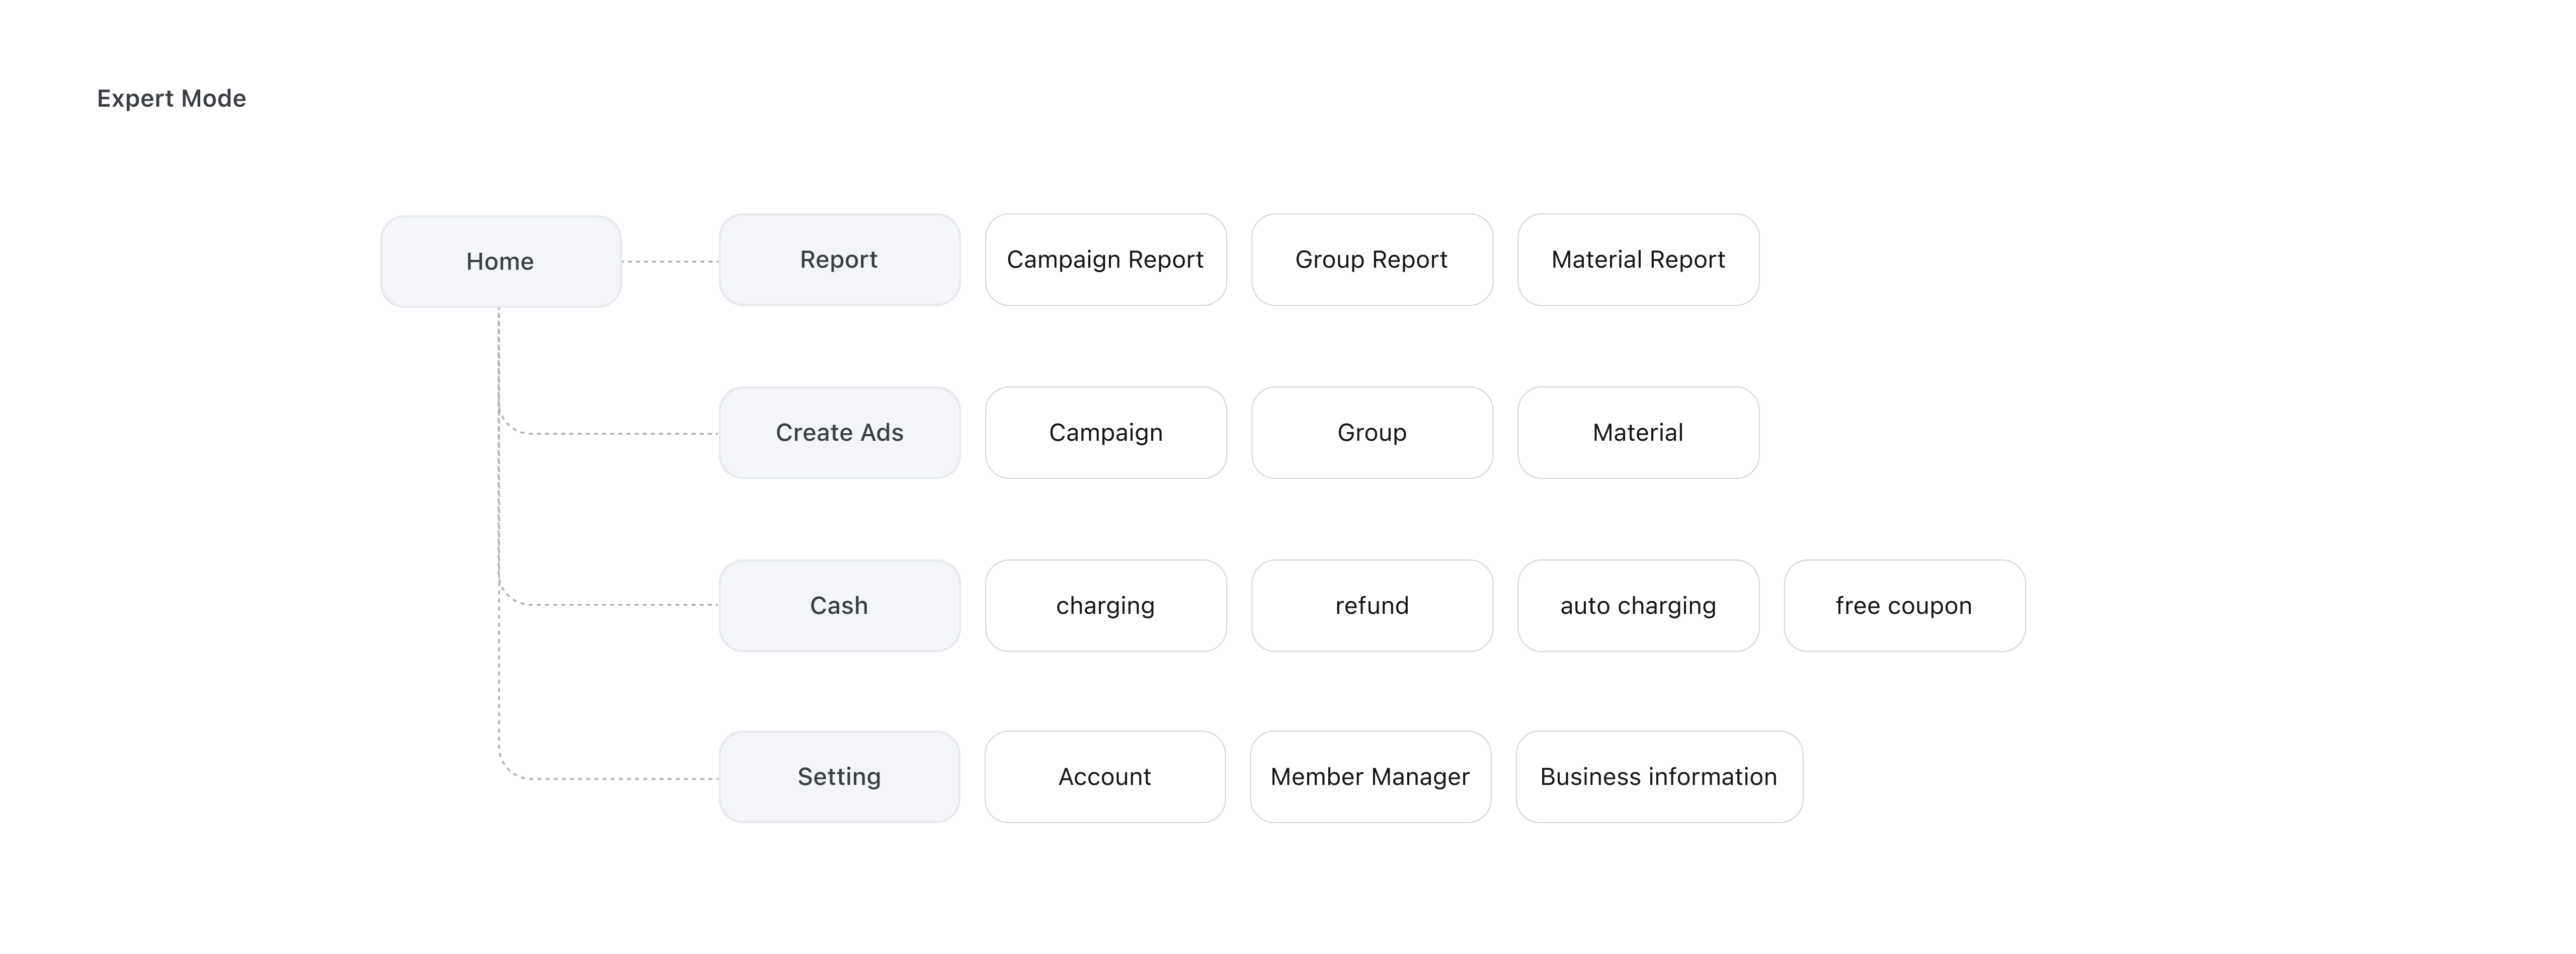 Expert Mode
Home
Report
Campaign Report
Group Report
Material Report
Create Ads
Campaign
Group
Material
Cash
charging
refund
auto charging
free coupon
Setting
Account
Member Manager
Business information